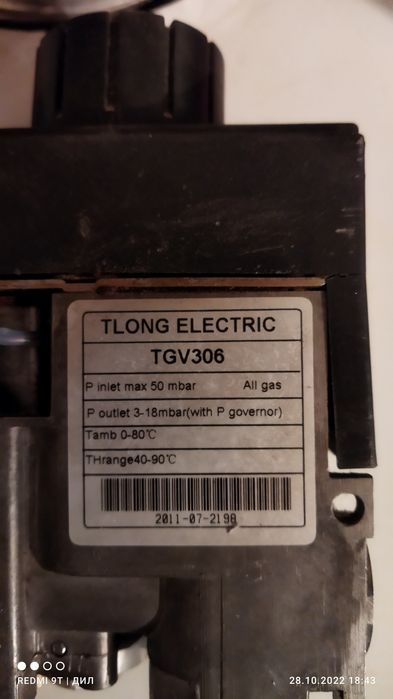 TLONG ELECTRIC
TGV306
P inlet max 50 mbar All gas
P outlet 3-18mbar(with P governor)
Tamb 0-80℃
THrange40-90℃
2011-07-2198
REDMI 9T | ДИЛ 28.10.2022 18:43